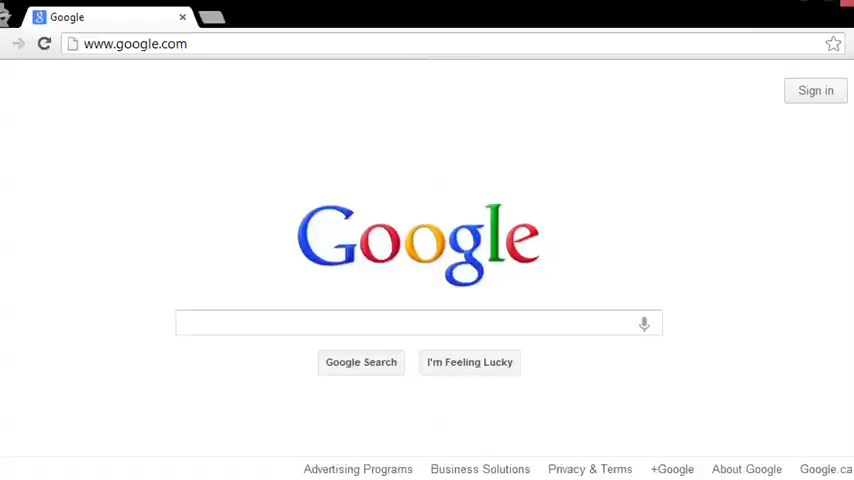 Google
www.google.com
Sign in
Google
Google Search I'm Feeling Lucky
Advertising Programs Business Solutions Privacy & Terms +Google About Google Google.ca